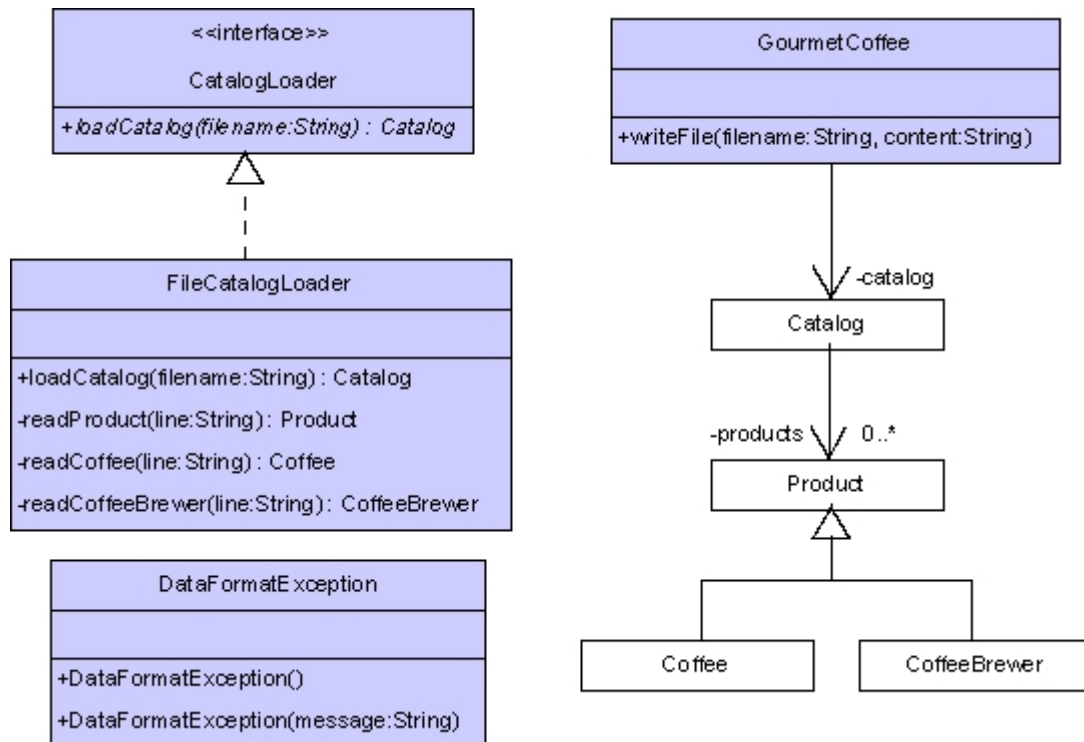 <<interface>>
CatalogLoader
+loadCatalog(filename:String) : Catalog
FileCatalogLoader
+loadCatalog(filename:String) : Catalog
-readProduct(line:String) : Product
-readCoffee(line:String) : Coffee
-readCoffeeBrewer(line:String) : CoffeeBrewer
DataFormatException
+DataFormatException()
+DataFormatException(message:String)
GourmetCoffee
+writeFile(filename:String, content:String)
-catalog
Catalog
-products 0..*
Product
Coffee
CoffeeBrewer